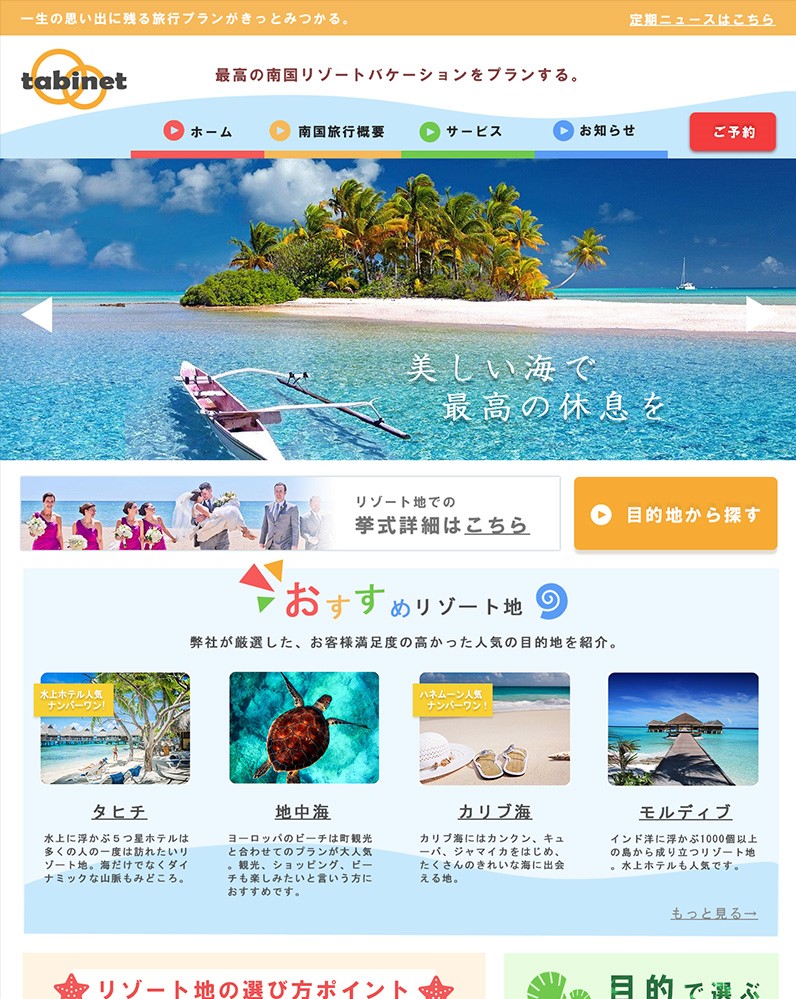 一生の思い出に残る旅行プランがきっとみつかる。
定期ニュースはこちら
tabinet
最高の南国リゾートバケーションをプランする。
ホーム
南国旅行概要
サービス
お知らせ
ご予約
美しい海で
最高の休息を
リゾート地での
挙式詳細はこちら
目的地から探す
おすすめリゾート地
弊社が厳選した、お客様満足度の高かった人気の目的地を紹介。
水上ホテル人気
ナンバーワン!
ハネムーン人気
ナンバーワン!
タヒチ
水上に浮かぶ5つ星ホテルは
多くの人の一度は訪れたいリ
ゾート地。海だけでなくダイ
ナミックな山脈もみどころ。
地中海
ヨーロッパのビーチは町観光
と合わせてのプランが大人気
。観光、ショッピング、ビー
チも楽しみたいと言いう方に
おすすめです。
カリブ海
カリブ海にはカンクン、キュ
ーバ、ジャマイカをはじめ、
たくさんのきれいな海に出会
える地。
モルディブ
インド洋に浮かぶ1000個以上
の島から成り立つリゾート地
。水上ホテルも人気です。
もっと見る→
リゾート地の選び方ポイント
目的で選ぶ